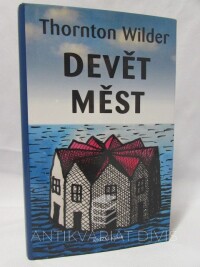 Thornton Wilder
DEVĚT
MĚST
ANTIKVARIÁT DIVIŠ